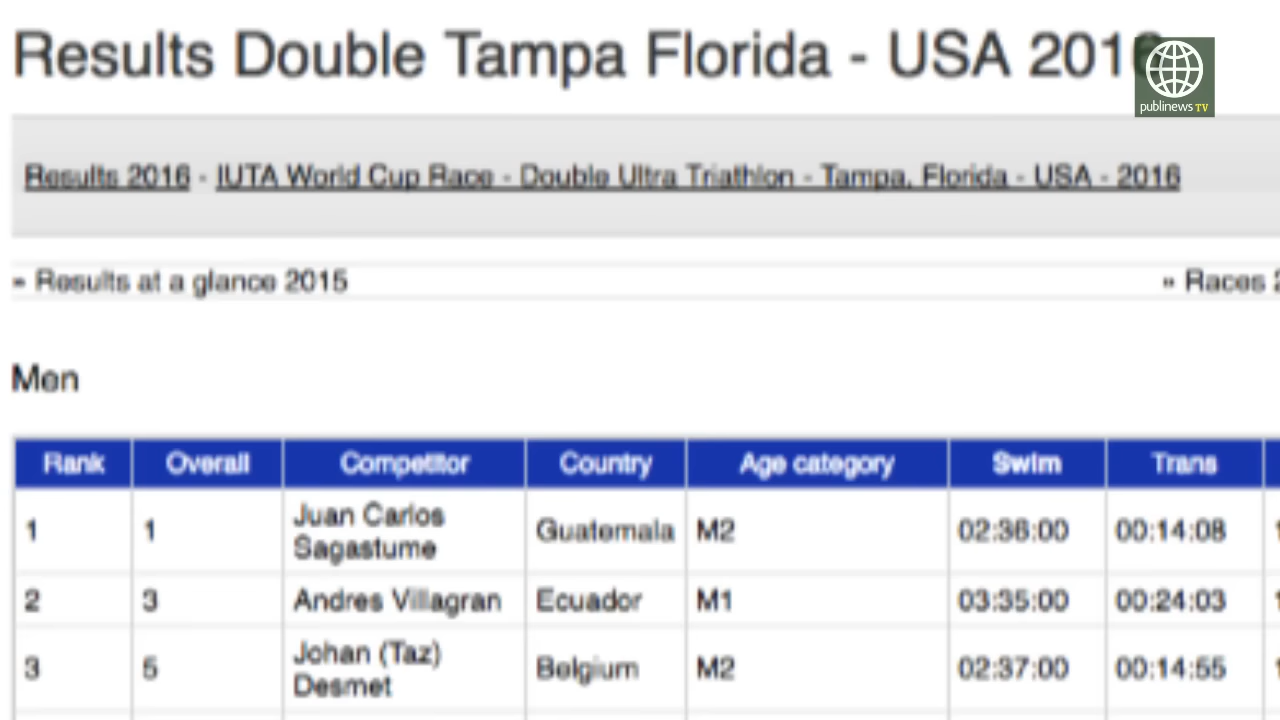 Results Double Tampa Florida - USA 2016
publinews TV
Results 2016 - IUTA World Cup Race - Double Ultra Triathlon - Tampa, Florida - USA - 2016
» Results at a glance 2015 » Races
Men
Rank Overall Competitor Country Age category Swim Trans
1 1 Juan Carlos Sagastume Guatemala M2 02:36:00 00:14:08
2 3 Andres Villagran Ecuador M1 03:35:00 00:24:03
3 5 Johan (Taz) Desmet Belgium M2 02:37:00 00:14:55